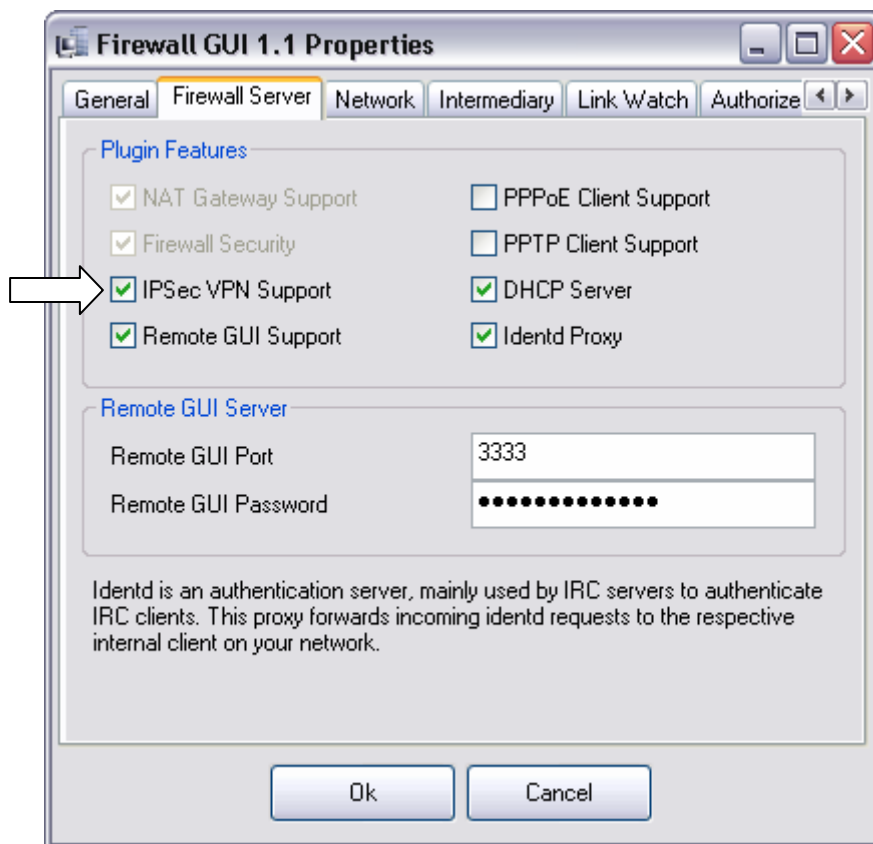 Firewall GUI 1.1 Properties
General Firewall Server Network Intermediary Link Watch Authorize
Plugin Features
NAT Gateway Support PPPoE Client Support
Firewall Security PPTP Client Support
IPSec VPN Support DHCP Server
Remote GUI Support Identd Proxy
Remote GUI Server
Remote GUI Port 3333
Remote GUI Password •••••••••••••
Identd is an authentication server, mainly used by IRC servers to authenticate
IRC clients. This proxy forwards incoming identd requests to the respective
internal client on your network.
Ok Cancel